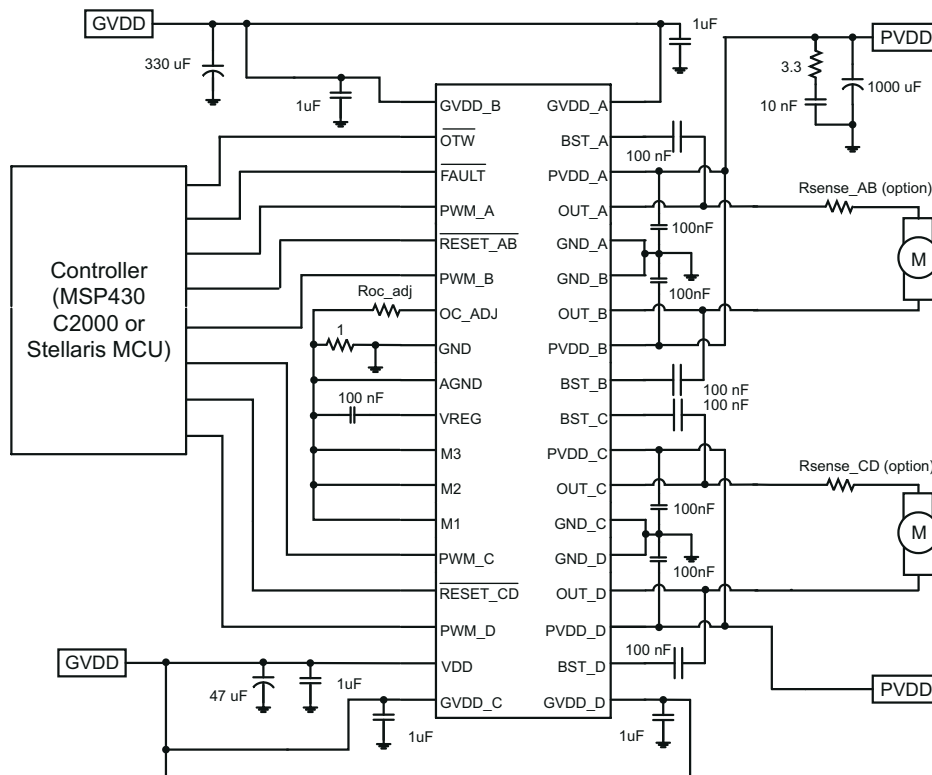 GVDD
1uF
PVDD
330 uF
3.3
1000 uF
1uF
10 nF
GVDD_B
GVDD_A
OTW
BST_A
100 nF
FAULT
PVDD_A
Rsense_AB (option)
PWM_A
OUT_A
100nF
RESET_AB
GND_A
M
Controller
(MSP430
C2000 or
Stellaris MCU)
PWM_B
GND_B
100nF
Roc_adj
OC_ADJ
OUT_B
1
GND
PVDD_B
AGND
BST_B
100 nF
100 nF
100 nF
VREG
BST_C
M3
PVDD_C
Rsense_CD (option)
M2
OUT_C
100nF
M1
GND_C
M
PWM_C
GND_D
100nF
RESET_CD
OUT_D
PWM_D
PVDD_D
100 nF
GVDD
VDD
BST_D
47 uF
1uF
PVDD
GVDD_C
GVDD_D
1uF
1uF